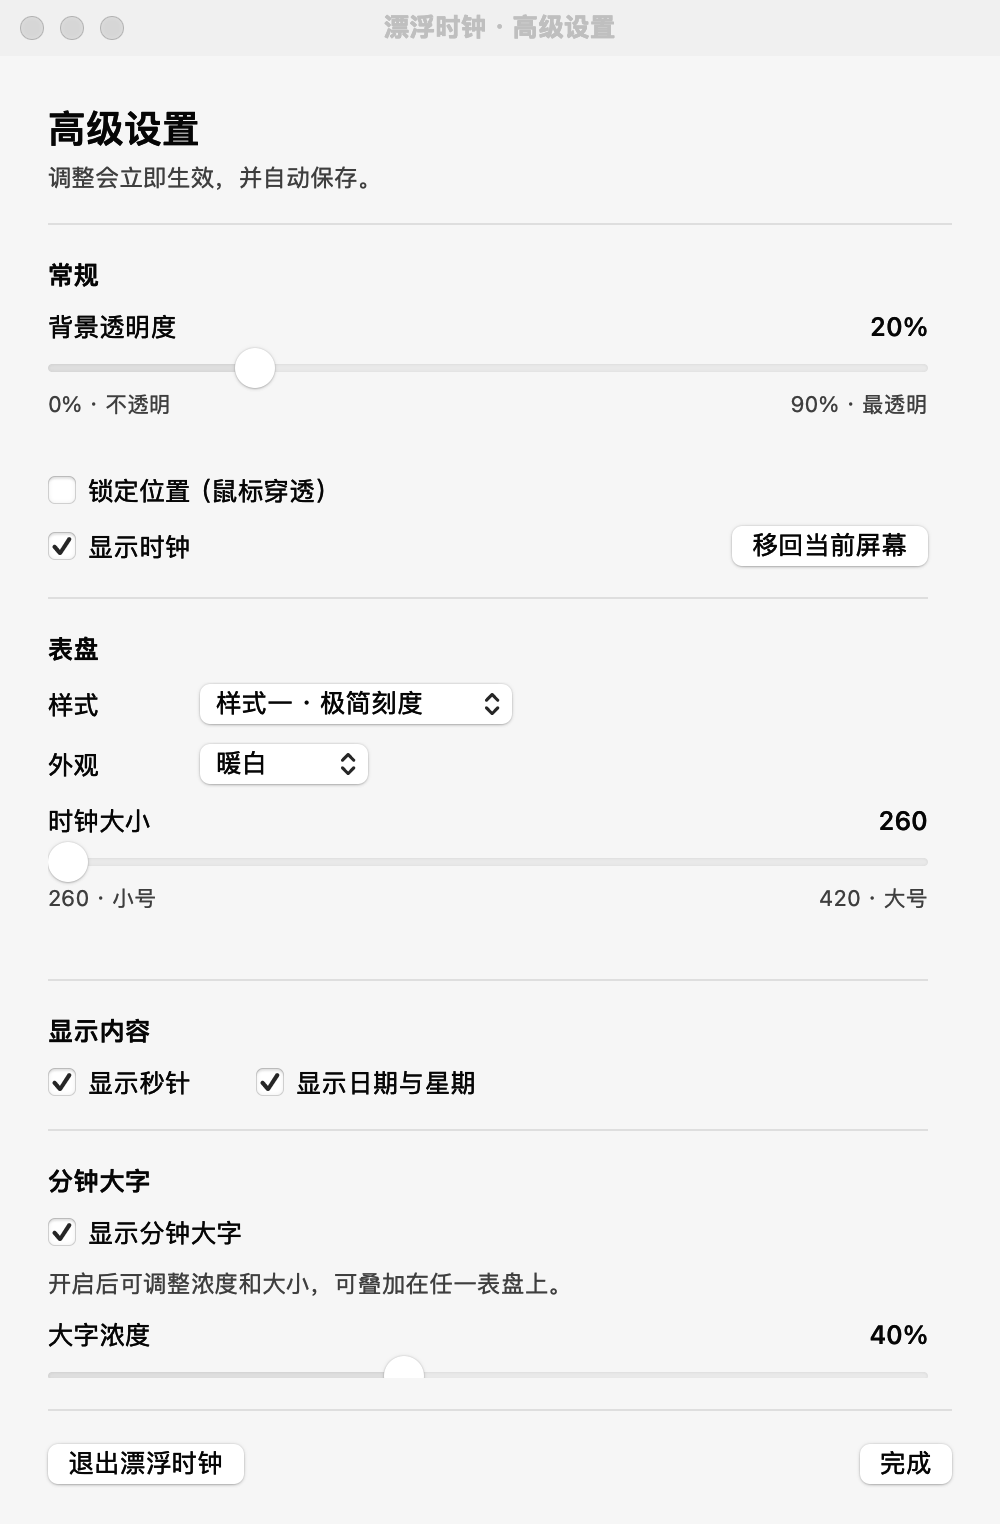 漂浮时钟 · 高级设置
高级设置
调整会立即生效，并自动保存。
常规
背景透明度 20%
0% · 不透明 90% · 最透明
锁定位置（鼠标穿透）
显示时钟 移回当前屏幕
表盘
样式 样式一 · 极简刻度
外观 暖白
时钟大小 260
260 · 小号 420 · 大号
显示内容
显示秒针 显示日期与星期
分钟大字
显示分钟大字
开启后可调整浓度和大小，可叠加在任一表盘上。
大字浓度 40%
退出漂浮时钟 完成